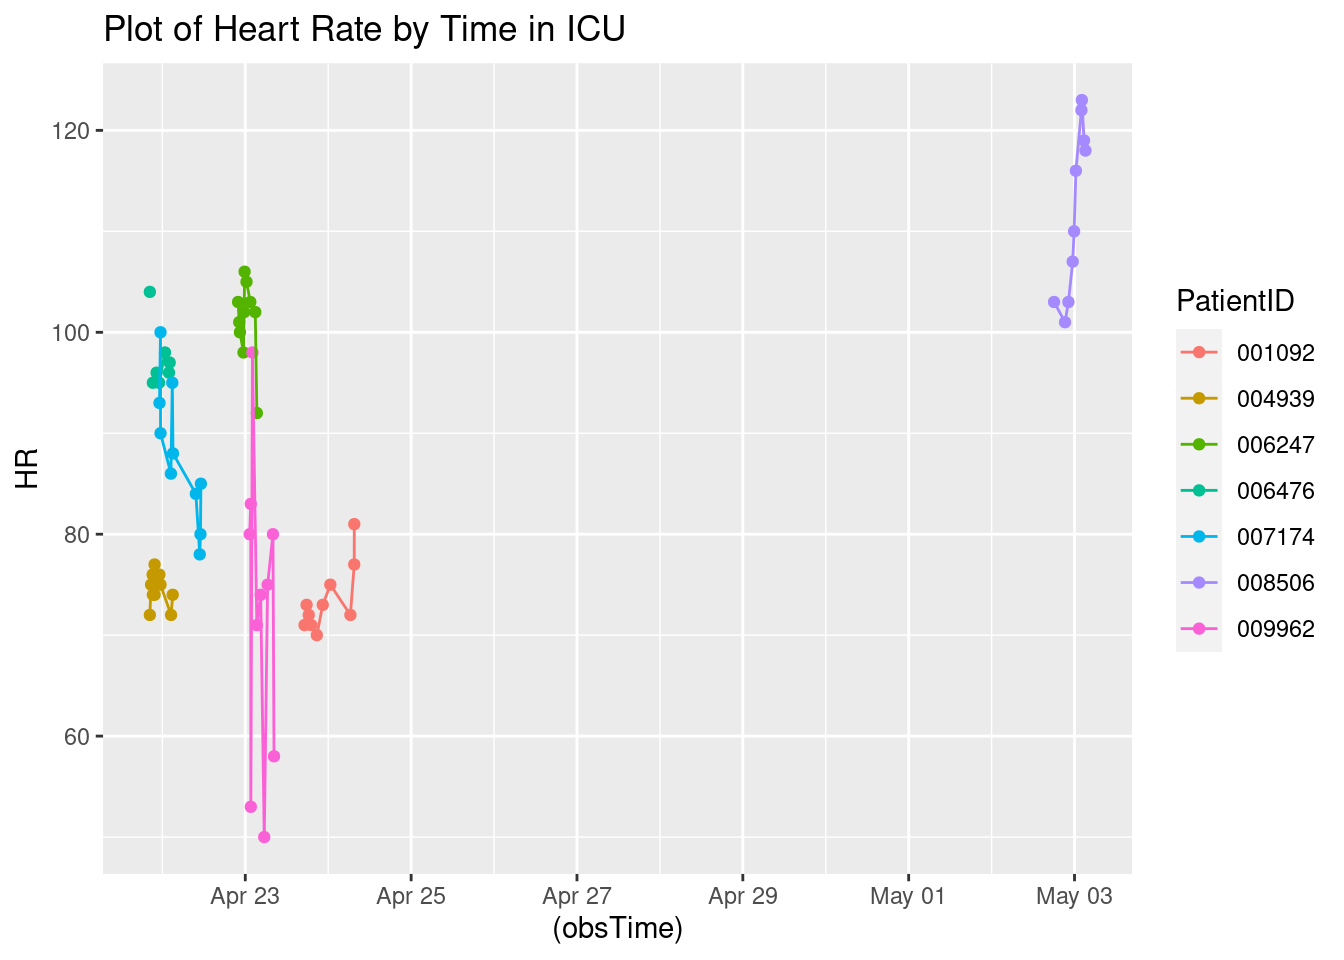 Plot of Heart Rate by Time in ICU
HR
120
100
80
60
Apr 23 Apr 25 Apr 27 Apr 29 May 01 May 03
(obsTime)
PatientID
001092
004939
006247
006476
007174
008506
009962